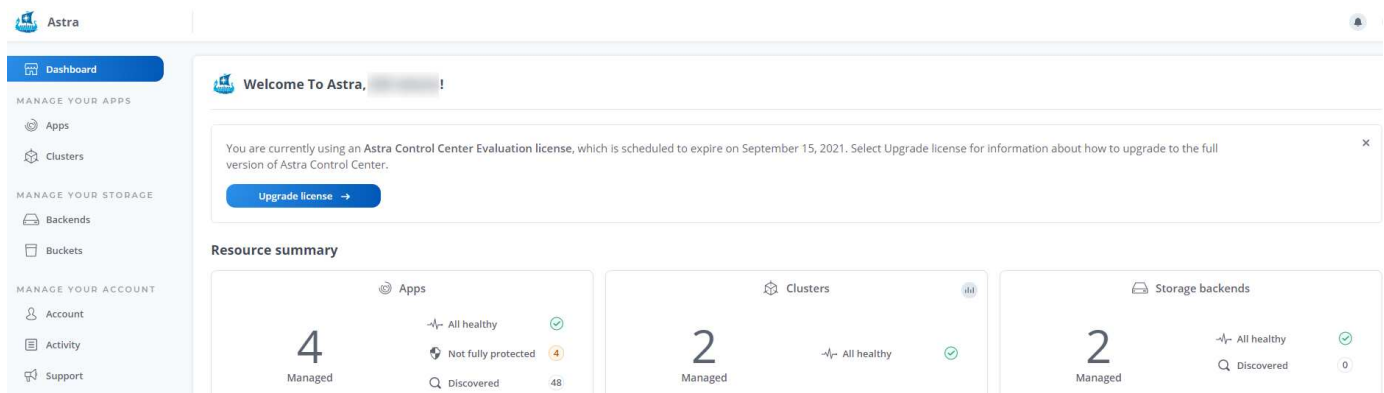 Astra
Dashboard
MANAGE YOUR APPS
Apps
Clusters
MANAGE YOUR STORAGE
Backends
Buckets
MANAGE YOUR ACCOUNT
Account
Activity
Support
Welcome To Astra, !
You are currently using an Astra Control Center Evaluation license, which is scheduled to expire on September 15, 2021. Select Upgrade license for information about how to upgrade to the full
version of Astra Control Center.
Upgrade license →
Resource summary
Apps
4
Managed
All healthy
Not fully protected 4
Discovered 48
Clusters
2
Managed
All healthy
Storage backends
2
Managed
All healthy
Discovered 0